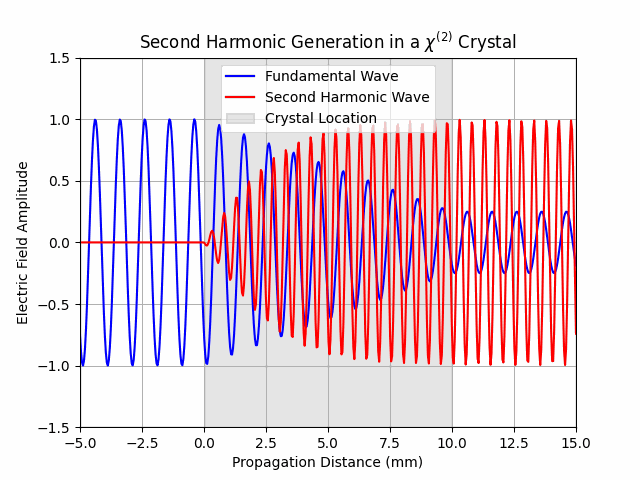 Second Harmonic Generation in a χ⁽²⁾ Crystal
Fundamental Wave
Second Harmonic Wave
Crystal Location
Electric Field Amplitude
1.5
1.0
0.5
0.0
−0.5
−1.0
−1.5
−5.0 −2.5 0.0 2.5 5.0 7.5 10.0 12.5 15.0
Propagation Distance (mm)